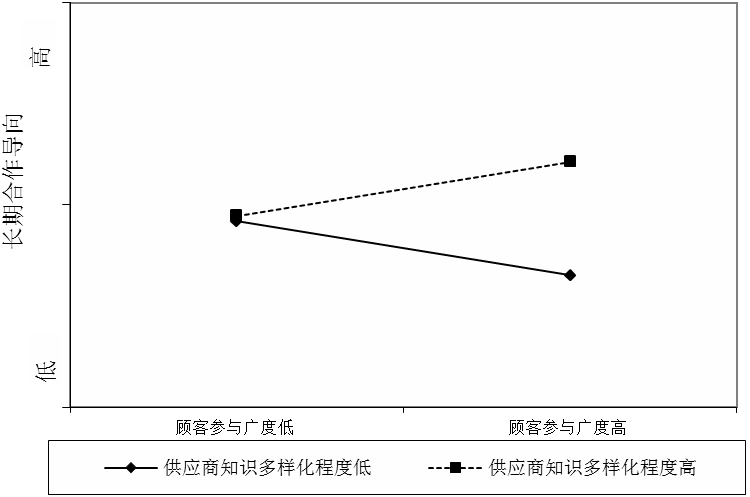 高
长期合作导向
低
顾客参与广度低
顾客参与广度高
供应商知识多样化程度低
供应商知识多样化程度高